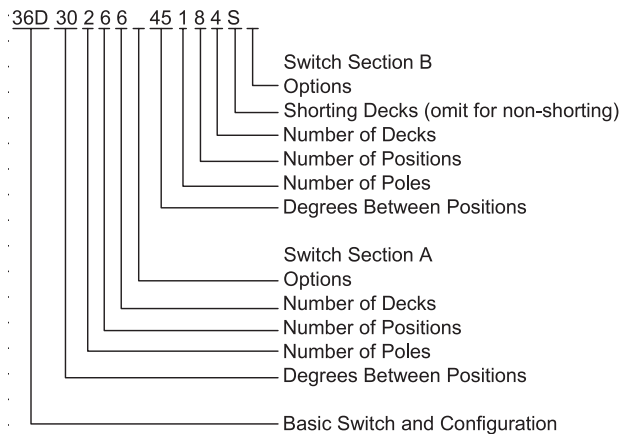 36D 30 2 6 6 _ 45 1 8 4 S _
Switch Section B
Options
Shorting Decks (omit for non-shorting)
Number of Decks
Number of Positions
Number of Poles
Degrees Between Positions
Switch Section A
Options
Number of Decks
Number of Positions
Number of Poles
Degrees Between Positions
Basic Switch and Configuration